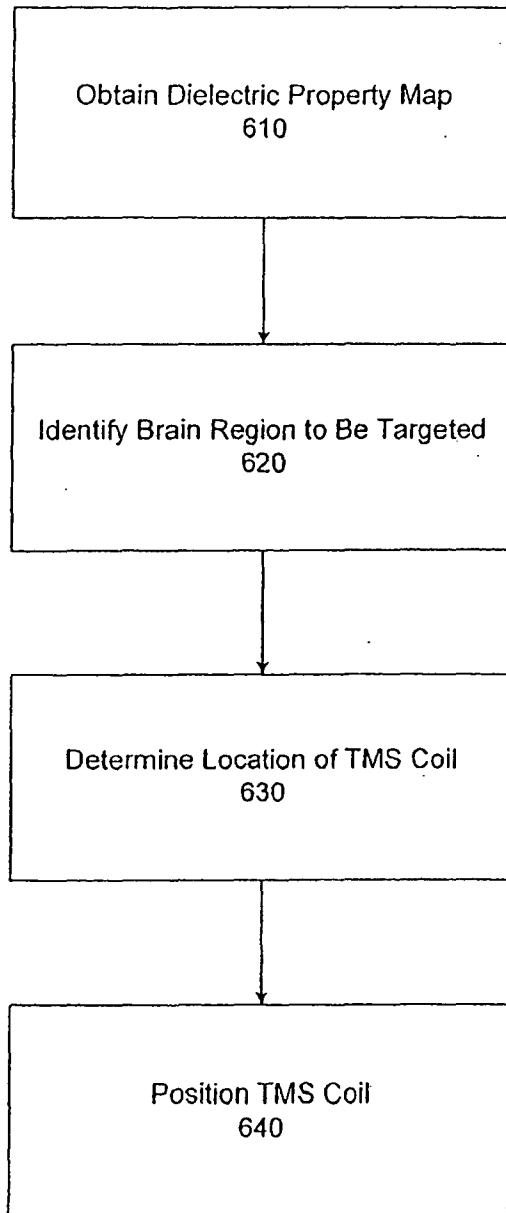 Obtain Dielectric Property Map
610
Identify Brain Region to Be Targeted
620
Determine Location of TMS Coil
630
Position TMS Coil
640